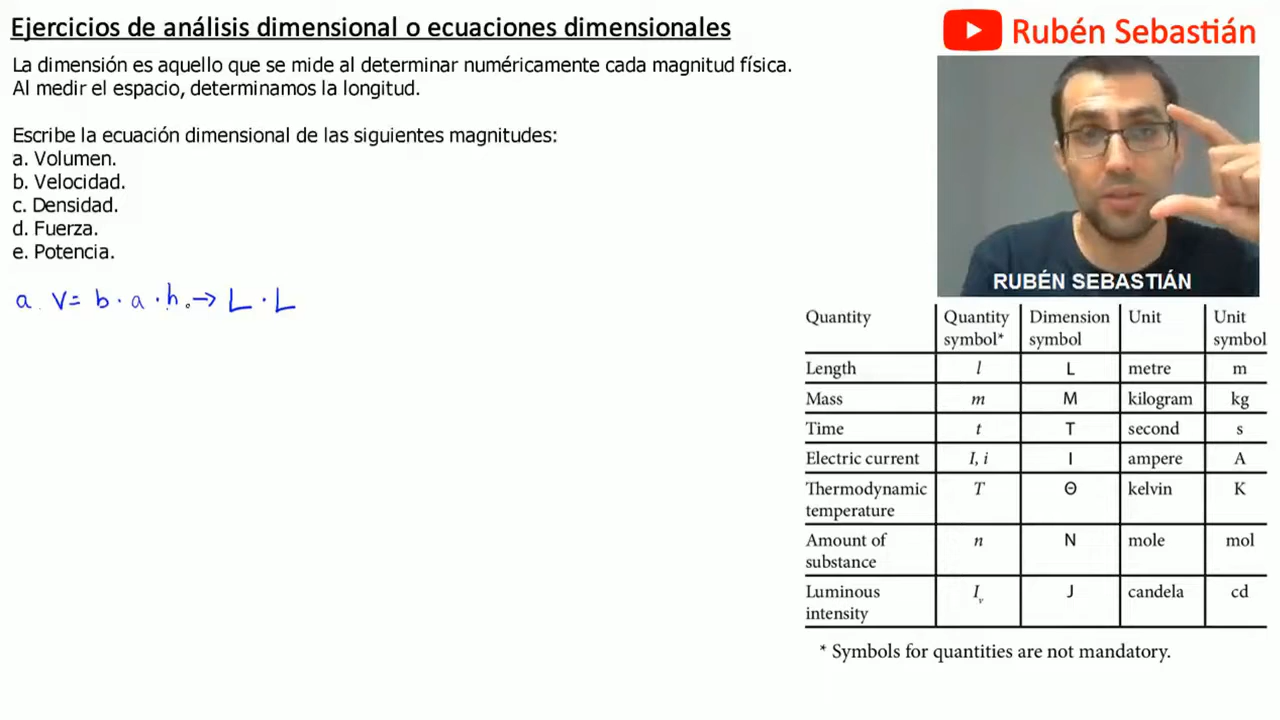 Ejercicios de análisis dimensional o ecuaciones dimensionales
Rubén Sebastián
La dimensión es aquello que se mide al determinar numéricamente cada magnitud física.
Al medir el espacio, determinamos la longitud.
Escribe la ecuación dimensional de las siguientes magnitudes:
a. Volumen.
b. Velocidad.
c. Densidad.
d. Fuerza.
e. Potencia.
RUBÉN SEBASTIÁN
a. V= b · a · h. → L · L
Quantity Quantity symbol* Dimension symbol Unit Unit symbol
Length l L metre m
Mass m M kilogram kg
Time t T second s
Electric current I, i I ampere A
Thermodynamic temperature T Θ kelvin K
Amount of substance n N mole mol
Luminous intensity Iv J candela cd
* Symbols for quantities are not mandatory.